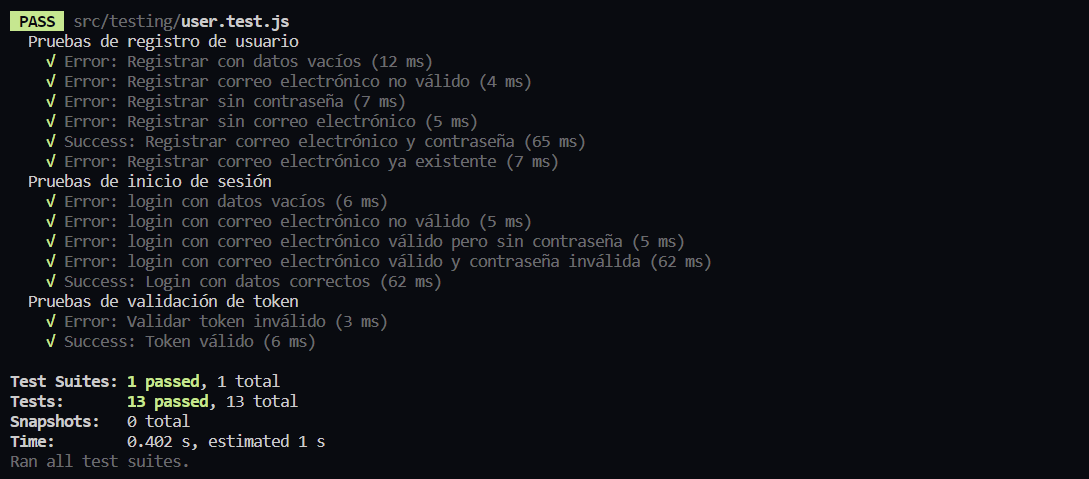 PASS src/testing/user.test.js
Pruebas de registro de usuario
√ Error: Registrar con datos vacíos (12 ms)
√ Error: Registrar correo electrónico no válido (4 ms)
√ Error: Registrar sin contraseña (7 ms)
√ Error: Registrar sin correo electrónico (5 ms)
√ Success: Registrar correo electrónico y contraseña (65 ms)
√ Error: Registrar correo electrónico ya existente (7 ms)
Pruebas de inicio de sesión
√ Error: login con datos vacíos (6 ms)
√ Error: login con correo electrónico no válido (5 ms)
√ Error: login con correo electrónico válido pero sin contraseña (5 ms)
√ Error: login con correo electrónico válido y contraseña inválida (62 ms)
√ Success: Login con datos correctos (62 ms)
Pruebas de validación de token
√ Error: Validar token inválido (3 ms)
√ Success: Token válido (6 ms)
Test Suites: 1 passed, 1 total
Tests: 13 passed, 13 total
Snapshots: 0 total
Time: 0.402 s, estimated 1 s
Ran all test suites.